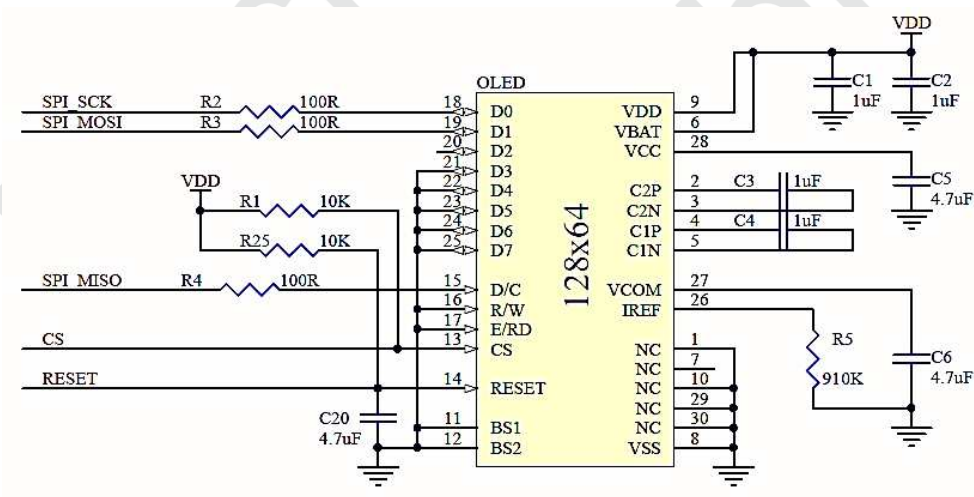 VDD
OLED
C1
1uF
C2
1uF
SPI_SCK R2 100R 18 D0 VDD 9
SPI_MOSI R3 100R 19 D1 VBAT 6
20 D2 VCC 28
21 D3
VDD 22 D4 C2P 2 C3 1uF
R1 10K 23 D5 C2N 3
24 D6 C1P 4 C4 1uF
R25 10K 25 D7 C1N 5
C5
4.7uF
128x64
SPI_MISO R4 100R 15 D/C VCOM 27
16 R/W IREF 26
17 E/RD
CS 13 CS NC 1
NC 7
RESET 14 RESET NC 10
NC 29
11 BS1 NC 30
12 BS2 VSS 8
R5
910K
C6
4.7uF
C20
4.7uF